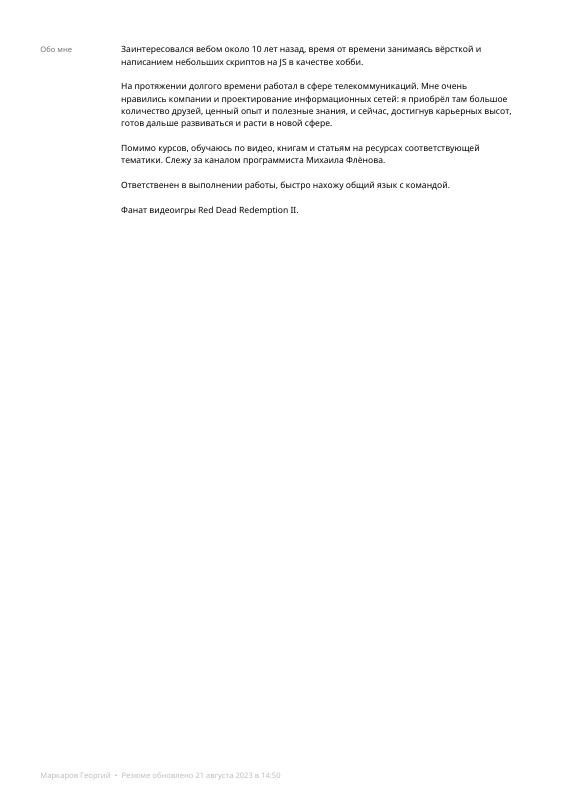 Обо мне
Заинтересовался вебом около 10 лет назад, время от времени занимаясь вёрсткой и
написанием небольших скриптов на JS в качестве хобби.
На протяжении долгого времени работал в сфере телекоммуникаций. Мне очень
нравились компании и проектирование информационных сетей: я приобрёл там большое
количество друзей, ценный опыт и полезные знания, и сейчас, достигнув карьерных высот,
готов дальше развиваться и расти в новой сфере.
Помимо курсов, обучаюсь по видео, книгам и статьям на ресурсах соответствующей
тематики. Слежу за каналом программиста Михаила Флёнова.
Ответственен в выполнении работы, быстро нахожу общий язык с командой.
Фанат видеоигры Red Dead Redemption II.
Маркаров Георгий • Резюме обновлено 21 августа 2023 в 14:50